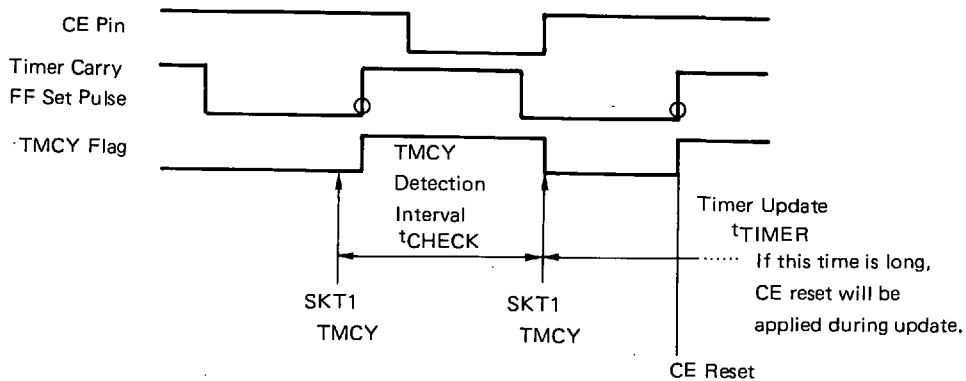 CE Pin
Timer Carry
FF Set Pulse
TMCY Flag
TMCY
Detection
Interval
tCHECK
Timer Update
tTIMER
...... If this time is long,
CE reset will be
applied during update.
SKT1
TMCY
SKT1
TMCY
CE Reset